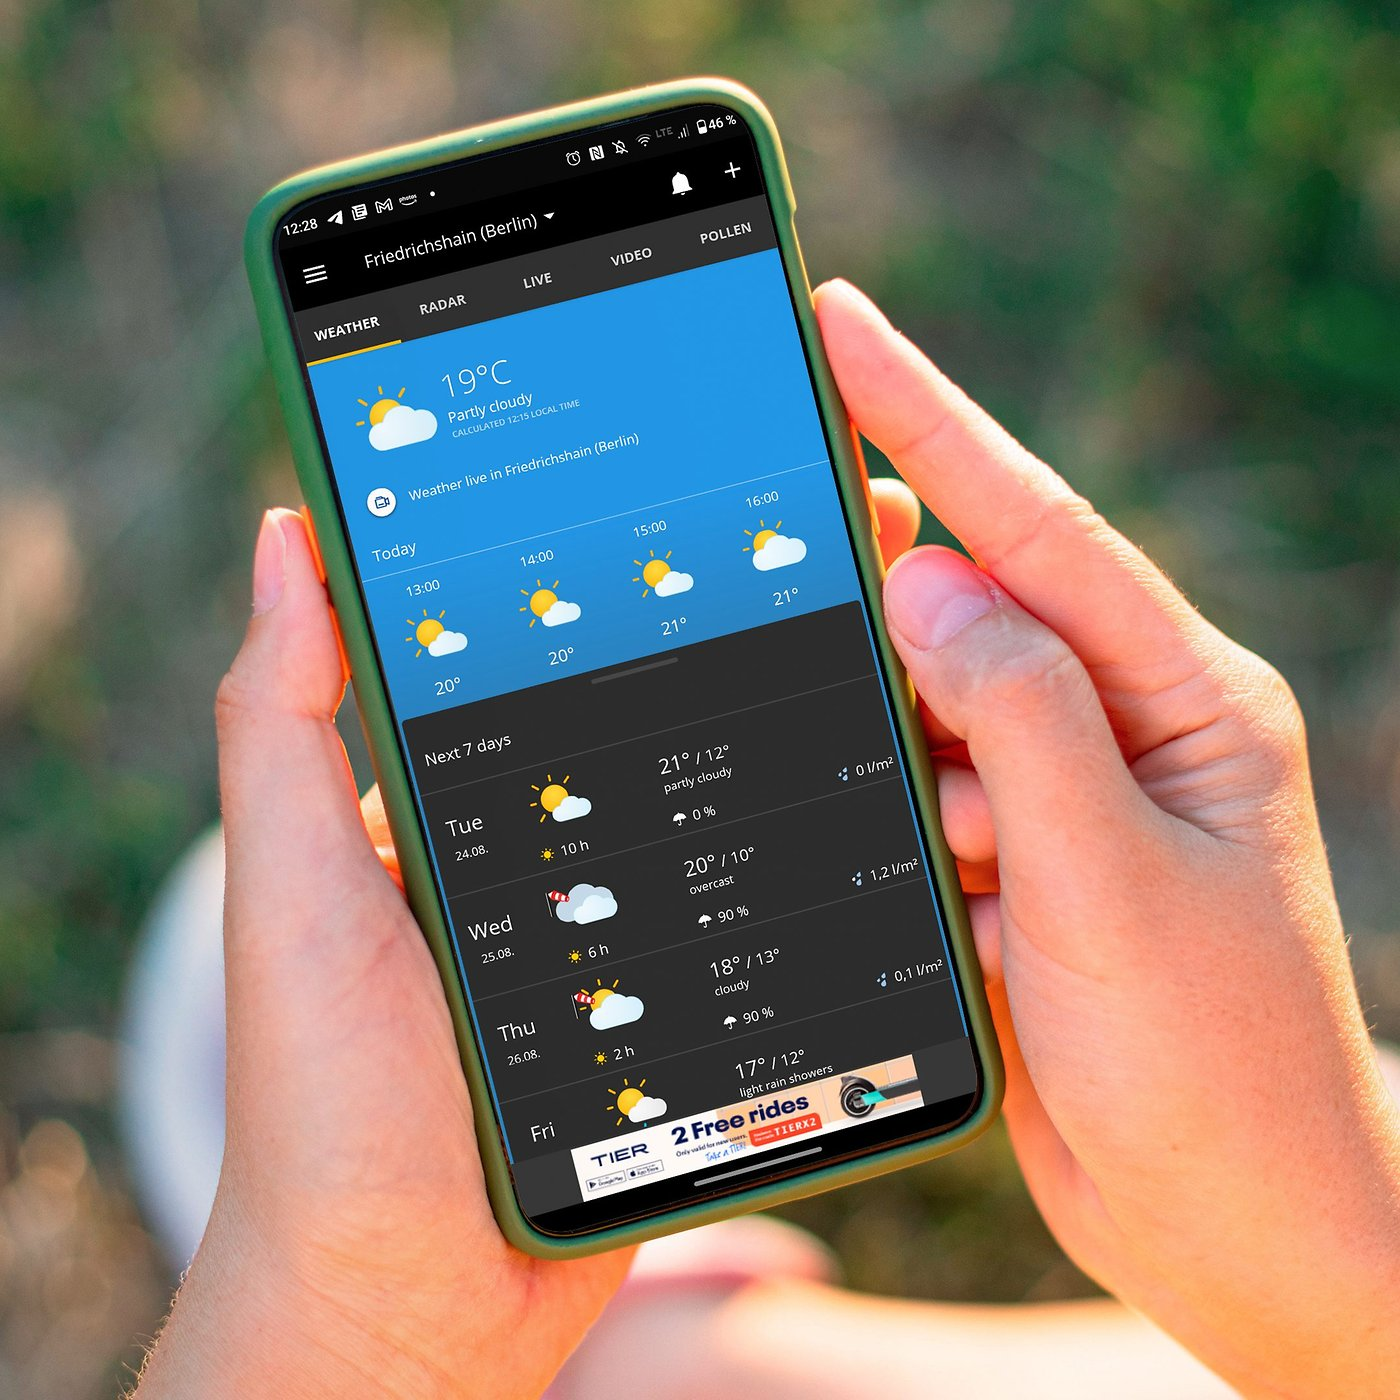 12:28
LTE 46 %
Friedrichshain (Berlin)
WEATHER RADAR LIVE VIDEO POLLEN
19°C
Partly cloudy
CALCULATED 12:15 LOCAL TIME
Weather live in Friedrichshain (Berlin)
Today
13:00 14:00 15:00 16:00
20° 20° 21° 21°
Next 7 days
Tue
24.08.
10 h
21° / 12°
partly cloudy
0 %
0 l/m²
Wed
25.08.
6 h
20° / 10°
overcast
90 %
1,2 l/m²
Thu
26.08.
2 h
18° / 13°
cloudy
90 %
0,1 l/m²
Fri
17° / 12°
light rain showers
TIER
Google Play
App Store
2 Free rides
Only valid for new users.
Take a TIER!
TIERX2